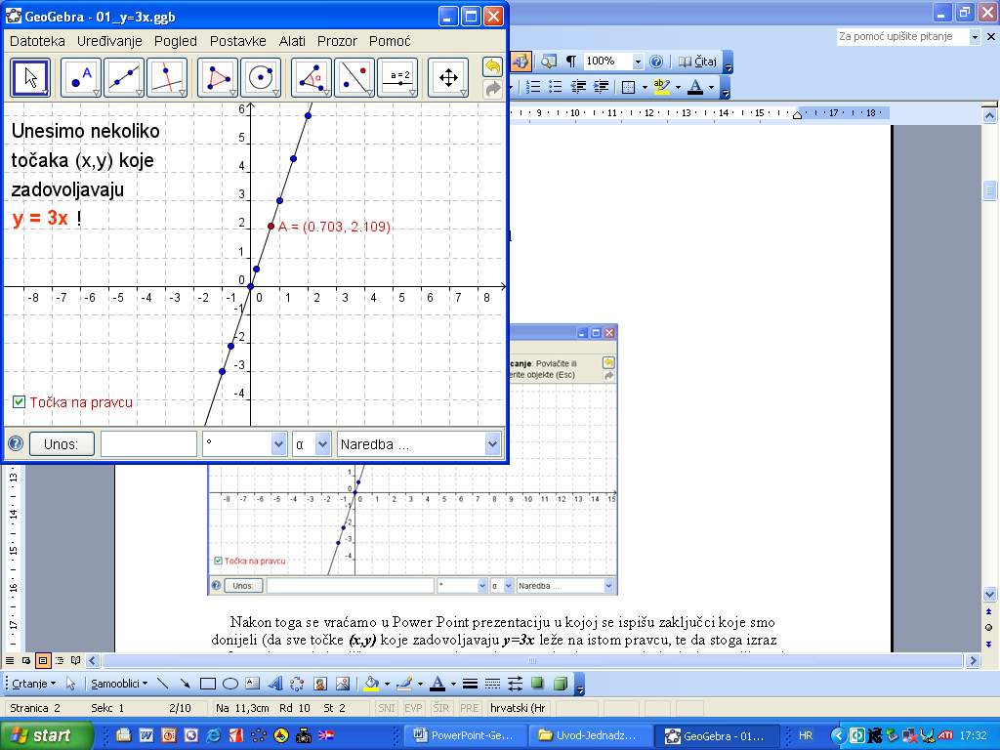 GeoGebra - 01_y=3x.ggb
Datoteka Uređivanje Pogled Postavke Alati Prozor Pomoć
A
α
a = 2
Unesimo nekoliko
točaka (x,y) koje
zadovoljavaju
y = 3x !
6
5
4
3
2
1
0
-1
-2
-3
-4
A = (0.703, 2.109)
-8 -7 -6 -5 -4 -3 -2 -1 0 1 2 3 4 5 6 7 8
Točka na pravcu
Unos: ° α Naredba ...
Za pomoć upišite pitanje
100% Čitaj
ab A
9 10 11 12 13 14 15 17 18
canje: Povlačite ili
erite objekte (Esc)
1
0
-1
-2
-3
-4
-8 -7 -6 -5 -4 -3 -2 -1 0 1 2 3 4 5 6 7 8 9 10 11 12 13 14 15
Točka na pravcu
Unos: ° α Naredba ...
13
14
15
16
17
Nakon toga se vraćamo u Power Point prezentaciju u kojoj se ispišu zaključci koje smo
donijeli (da sve točke (x,y) koje zadovoljavaju y=3x leže na istom pravcu, te da stoga izraz
Crtanje Samooblici A
Stranica 2 Sekc 1 2/10 Na 11,3cm Rd 10 St 2 SNI EVP ŠIR PRE hrvatski (Hr
start PowerPoint-Ge... Uvod-Jednadz... GeoGebra - 01... HR 17:32